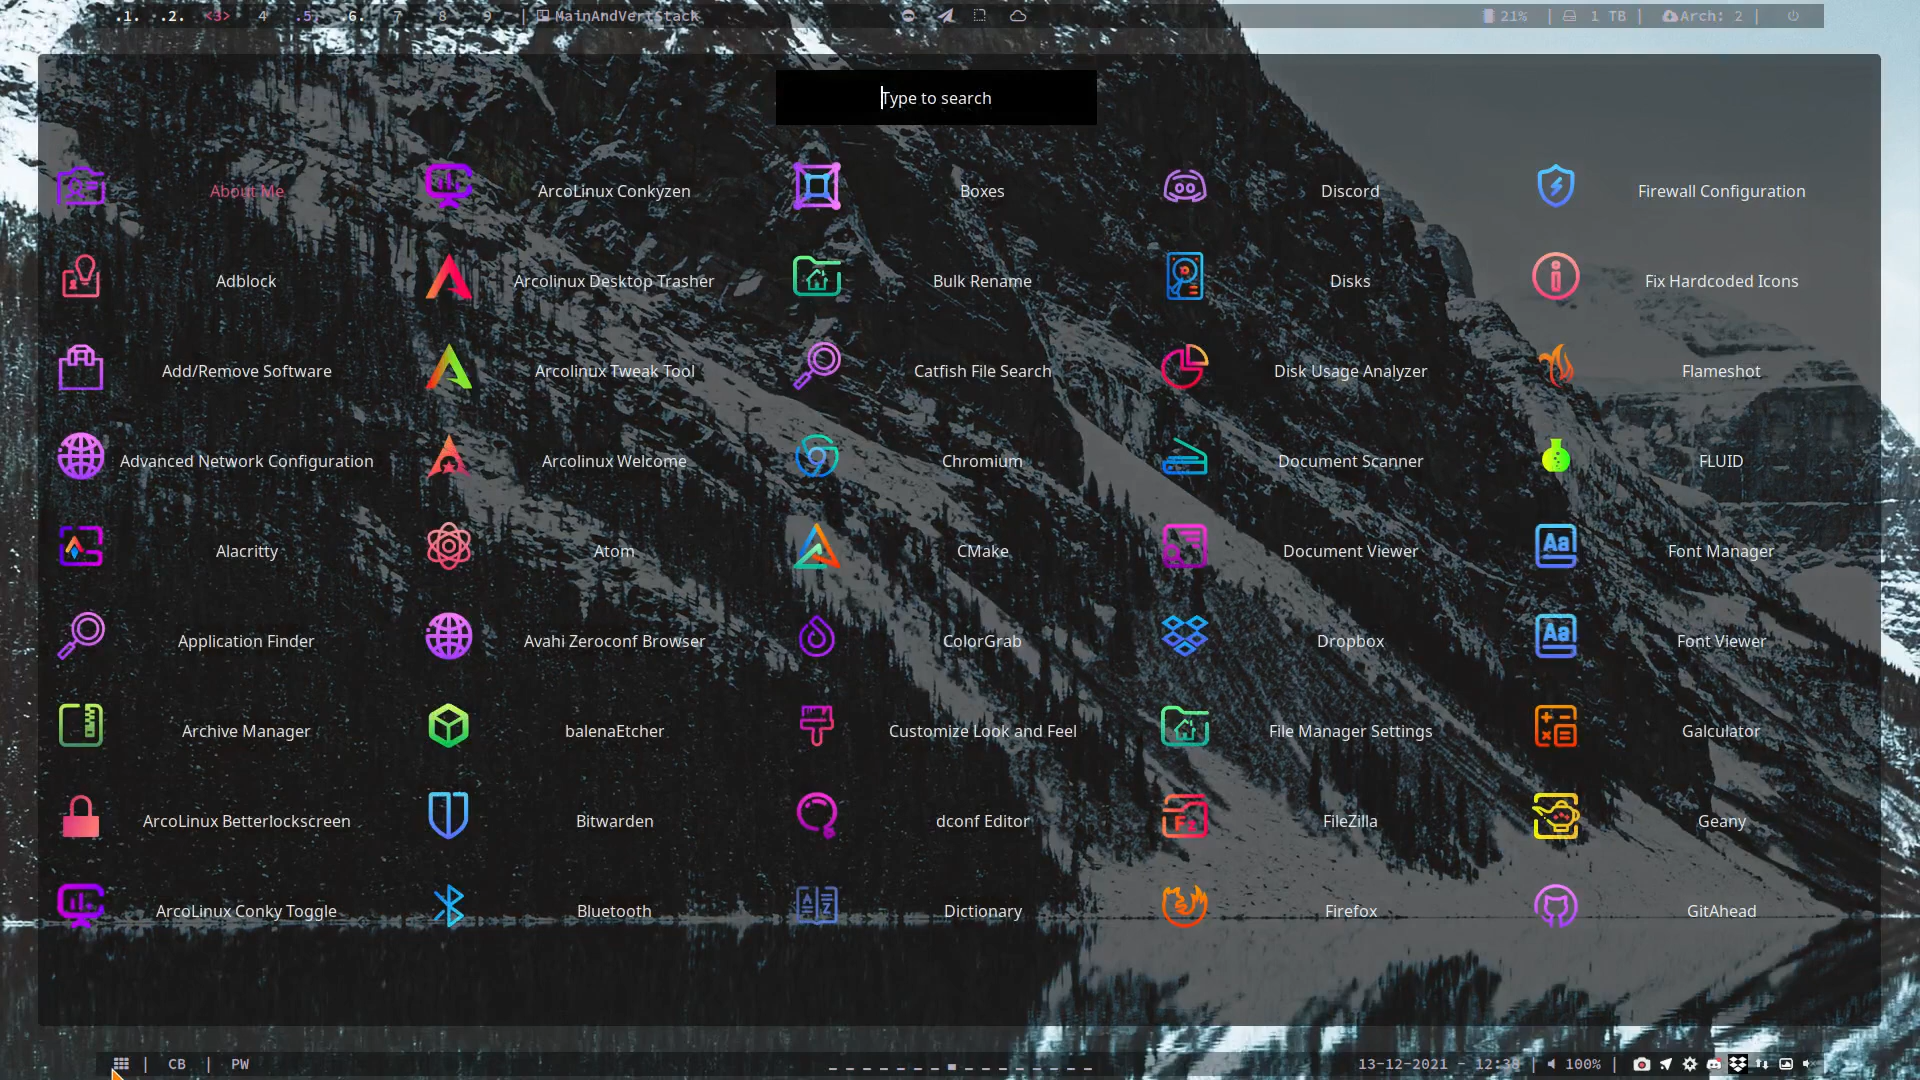 .1. .2. <3> 4 .5. 6. 7 8 9 | MainAndVertStack
21% | 1 TB | Arch: 2 |
Type to search
About Me
ArcoLinux Conkyzen
Boxes
Discord
Firewall Configuration
Adblock
Arcolinux Desktop Trasher
Bulk Rename
Disks
Fix Hardcoded Icons
Add/Remove Software
Arcolinux Tweak Tool
Catfish File Search
Disk Usage Analyzer
Flameshot
Advanced Network Configuration
Arcolinux Welcome
Chromium
Document Scanner
FLUID
Alacritty
Atom
CMake
Document Viewer
Aa
Font Manager
Application Finder
Avahi Zeroconf Browser
ColorGrab
Dropbox
Aa
Font Viewer
Archive Manager
balenaEtcher
Customize Look and Feel
File Manager Settings
Galculator
ArcoLinux Betterlockscreen
Bitwarden
dconf Editor
Fz
FileZilla
Geany
ArcoLinux Conky Toggle
Bluetooth
A Z
Dictionary
Firefox
GitAhead
| CB | PW
13-12-2021 - 12:38 | 100% |